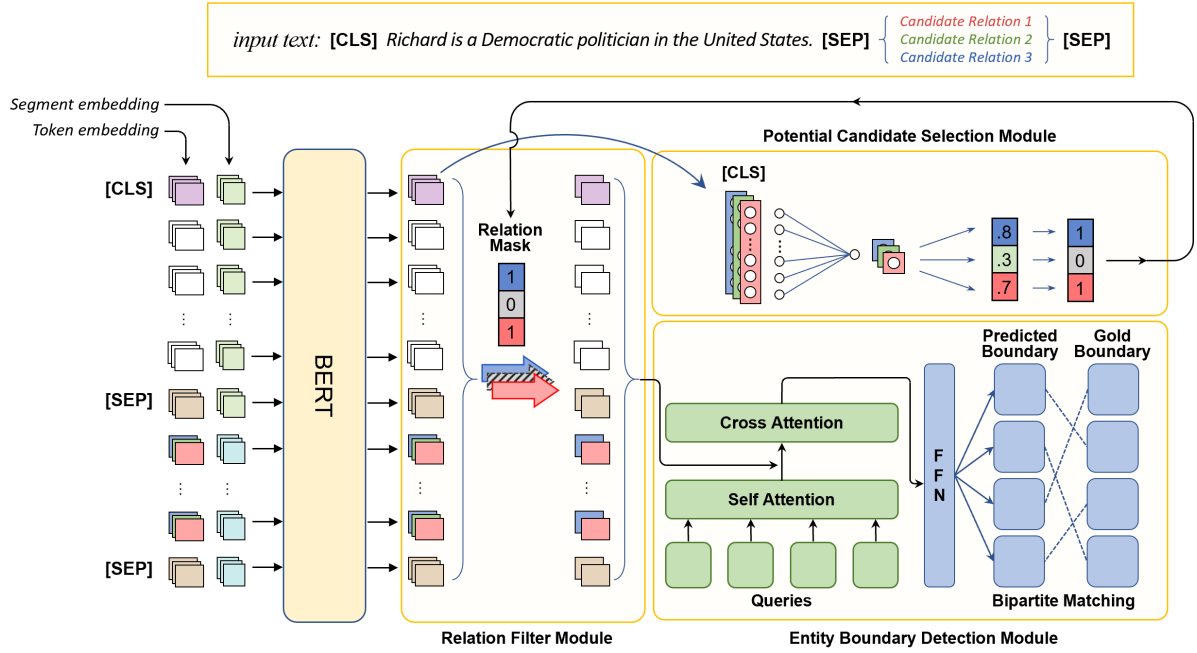 input text: [CLS] Richard is a Democratic politician in the United States. [SEP] Candidate Relation 1 [SEP]
Candidate Relation 2
Candidate Relation 3
Segment embedding
Token embedding
Potential Candidate Selection Module
[CLS]
[CLS]
Relation
Mask
1
0
1
.8
.3
.7
1
0
1
BERT
[SEP]
[SEP]
Predicted
Boundary
Gold
Boundary
Cross Attention
Self Attention
FFN
Queries
Bipartite Matching
Relation Filter Module
Entity Boundary Detection Module